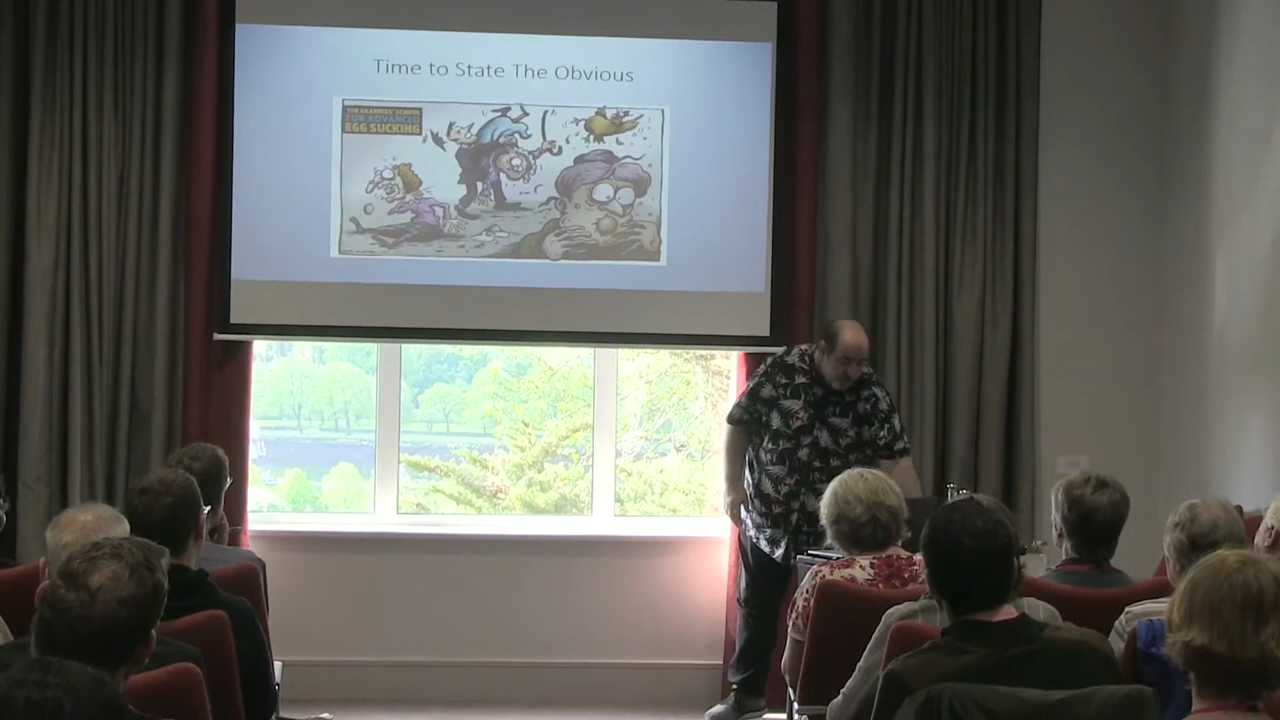 Time to State The Obvious
THE GRANNIES' SCHOOL
FOR ADVANCED
EGG SUCKING